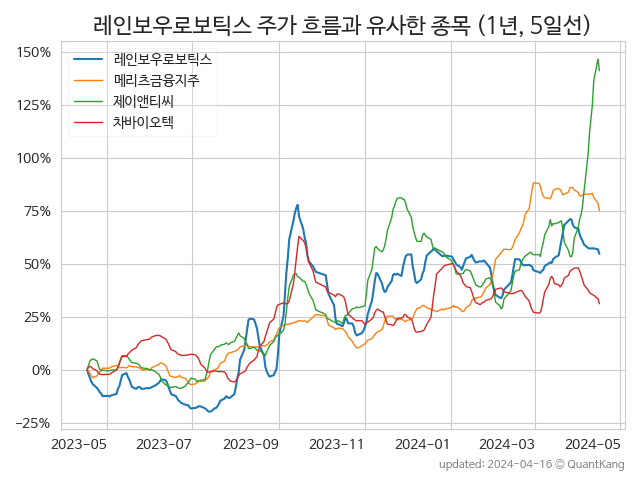 레인보우로보틱스 주가 흐름과 유사한 종목 (1년, 5일선)
150%
125%
100%
75%
50%
25%
0%
−25%
레인보우로보틱스
메리츠금융지주
제이앤티씨
차바이오텍
2023-05 2023-07 2023-09 2023-11 2024-01 2024-03 2024-05
updated: 2024-04-16 © QuantKang